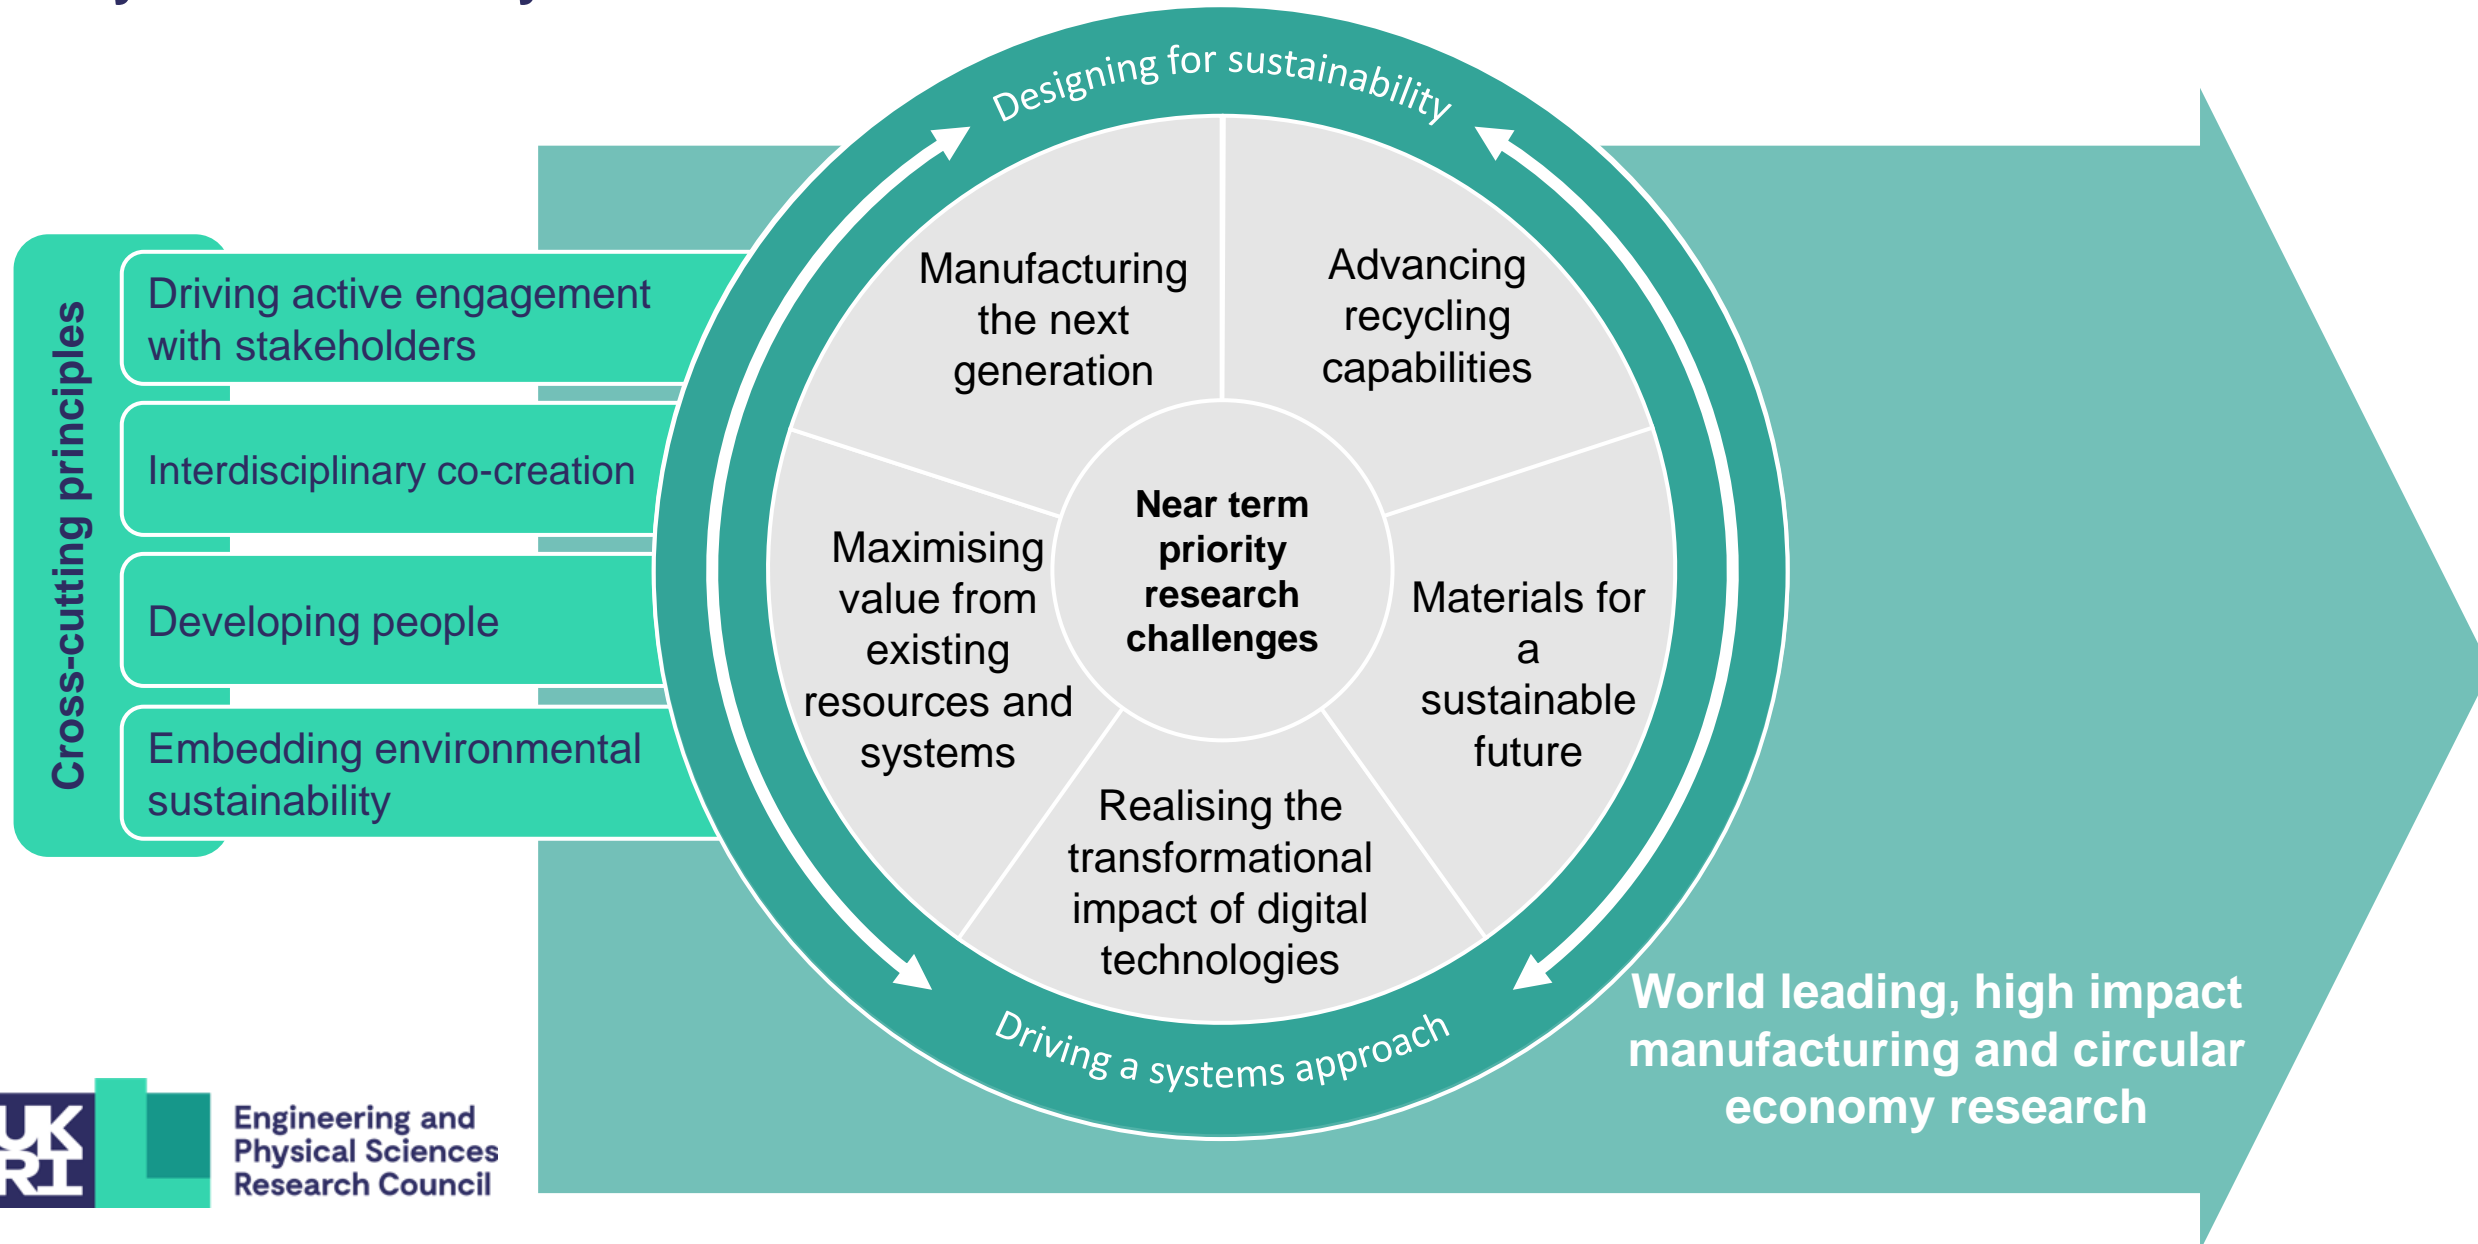 Cross-cutting principles
Driving active engagement
with stakeholders
Interdisciplinary co-creation
Developing people
Embedding environmental
sustainability
Designing for sustainability
Manufacturing
the next
generation
Advancing
recycling
capabilities
Near term
priority
research
challenges
Maximising
value from
existing
resources and
systems
Materials for
a
sustainable
future
Realising the
transformational
impact of digital
technologies
Driving a systems approach
World leading, high impact
manufacturing and circular
economy research
UK
RI
Engineering and
Physical Sciences
Research Council